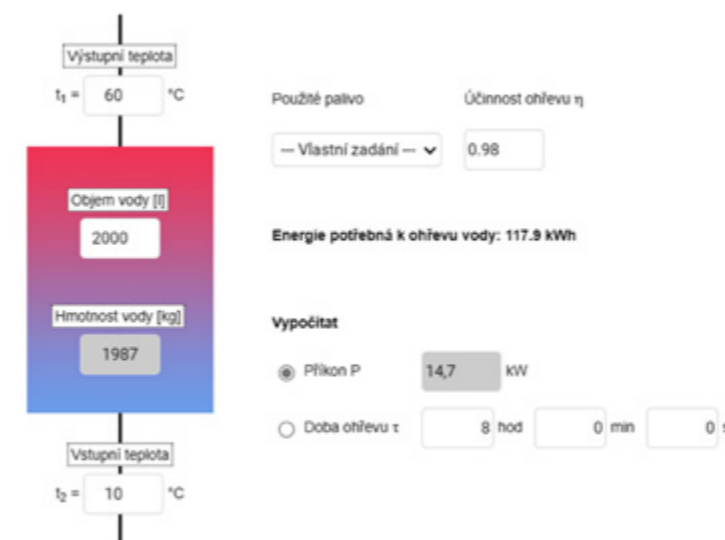 Výstupní teplota
t₁ = 60 °C
Objem vody [l]
2000
Hmotnost vody [kg]
1987
Vstupní teplota
t₂ = 10 °C
Použité palivo Účinnost ohřevu η
--- Vlastní zadání --- 0.98
Energie potřebná k ohřevu vody: 117.9 kWh
Vypočítat
Příkon P 14,7 kW
Doba ohřevu τ 8 hod 0 min 0 s